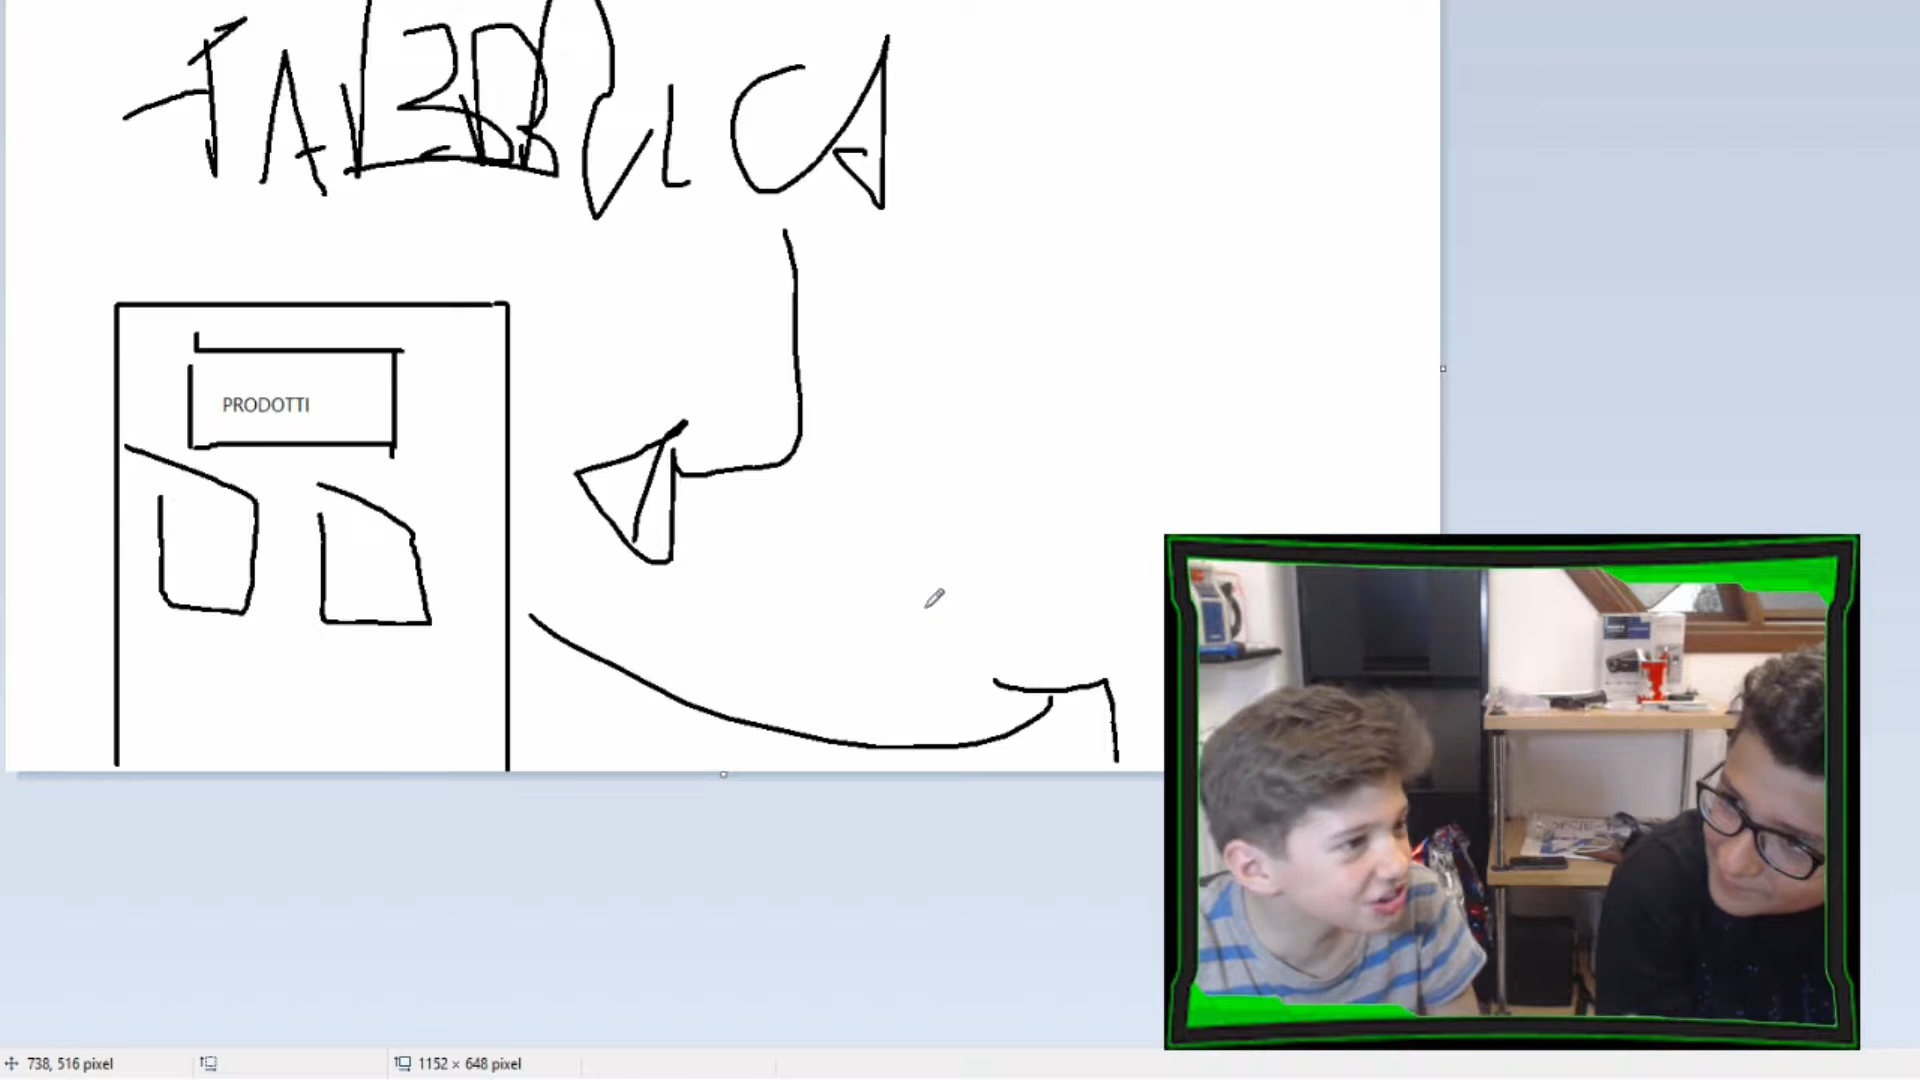 FABBRICA
PRODOTTI
738, 516 pixel
1152 × 648 pixel